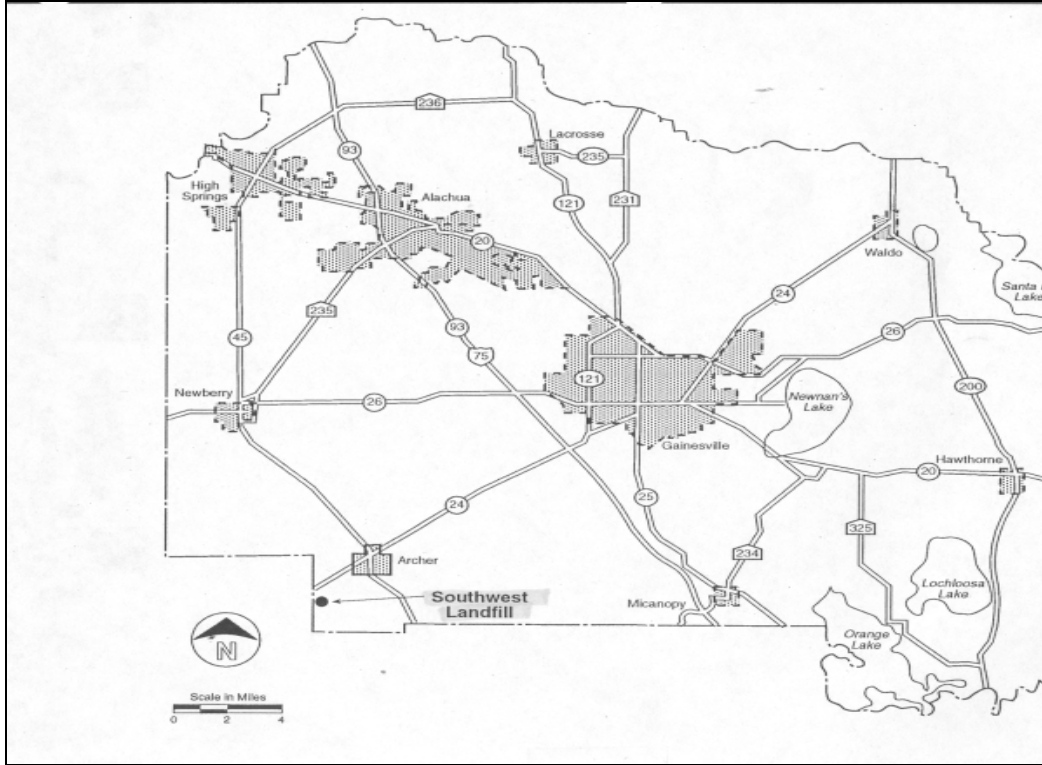 236
Lacrosse
93
235
High
Springs
Alachua
121
231
20
Waldo
Santa
Lake
24
235
93
26
45
75
Newberry
121
200
26
Newnan's
Lake
Gainesville
Hawthorne
20
24
25
325
234
Archer
Lochloosa
Lake
Southwest
Landfill
Micanopy
Orange
Lake
N
Scale in Miles
0 2 4